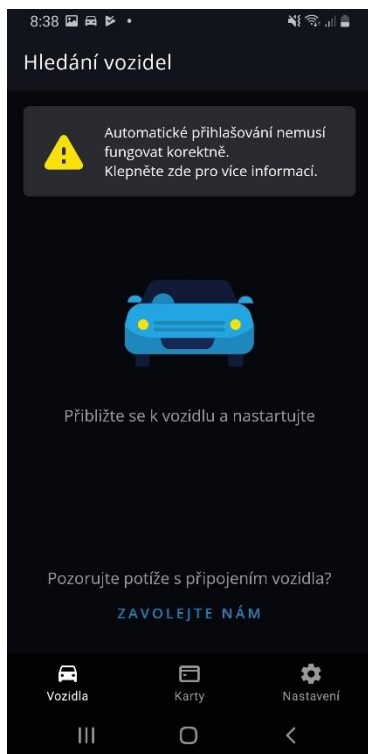 8:38
Hledání vozidel
Automatické přihlašování nemusí
fungovat korektně.
Klepněte zde pro více informací.
Přibližte se k vozidlu a nastartujte
Pozorujte potíže s připojením vozidla?
ZAVOLEJTE NÁM
Vozidla Karty Nastavení